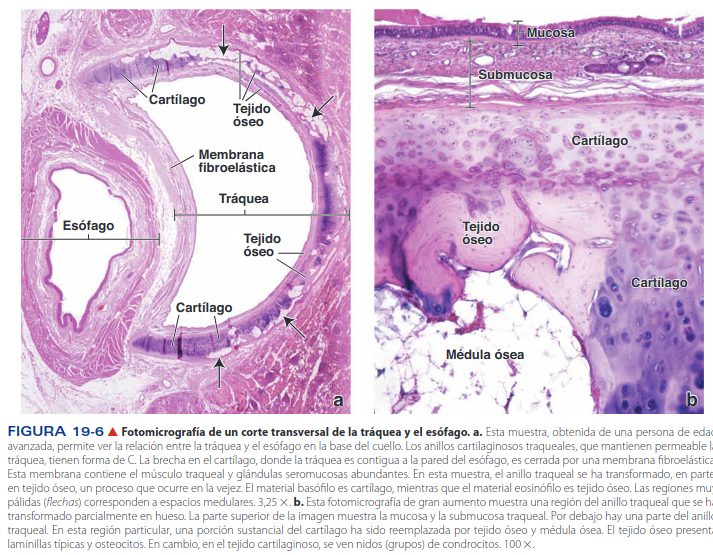 Cartílago
Tejido
óseo
Membrana
fibroelástica
Tráquea
Esófago
Tejido
óseo
Cartílago
a
Mucosa
Submucosa
Cartílago
Tejido
óseo
Cartílago
Médula ósea
b
FIGURA 19-6 ▲ Fotomicrografía de un corte transversal de la tráquea y el esófago. a. Esta muestra, obtenida de una persona de edad
avanzada, permite ver la relación entre la tráquea y el esófago en la base del cuello. Los anillos cartilaginosos traqueales, que mantienen permeable la
tráquea, tienen forma de C. La brecha en el cartílago, donde la tráquea es contigua a la pared del esófago, es cerrada por una membrana fibroelástica.
Esta membrana contiene el músculo traqueal y glándulas seromucosas abundantes. En esta muestra, el anillo traqueal se ha transformado, en parte,
en tejido óseo, un proceso que ocurre en la vejez. El material basófilo es cartílago, mientras que el material eosinófilo es tejido óseo. Las regiones muy
pálidas (flechas) corresponden a espacios medulares. 3,25 ×. b. Esta fotomicrografía de gran aumento muestra una región del anillo traqueal que se ha
transformado parcialmente en hueso. La parte superior de la imagen muestra la mucosa y la submucosa traqueal. Por debajo hay una parte del anillo
traqueal. En esta región particular, una porción sustancial del cartílago ha sido reemplazada por tejido óseo y médula ósea. El tejido óseo presenta
laminillas típicas y osteocitos. En cambio, en el tejido cartilaginoso, se ven nidos (grupos) de condrocitos. 100 ×.